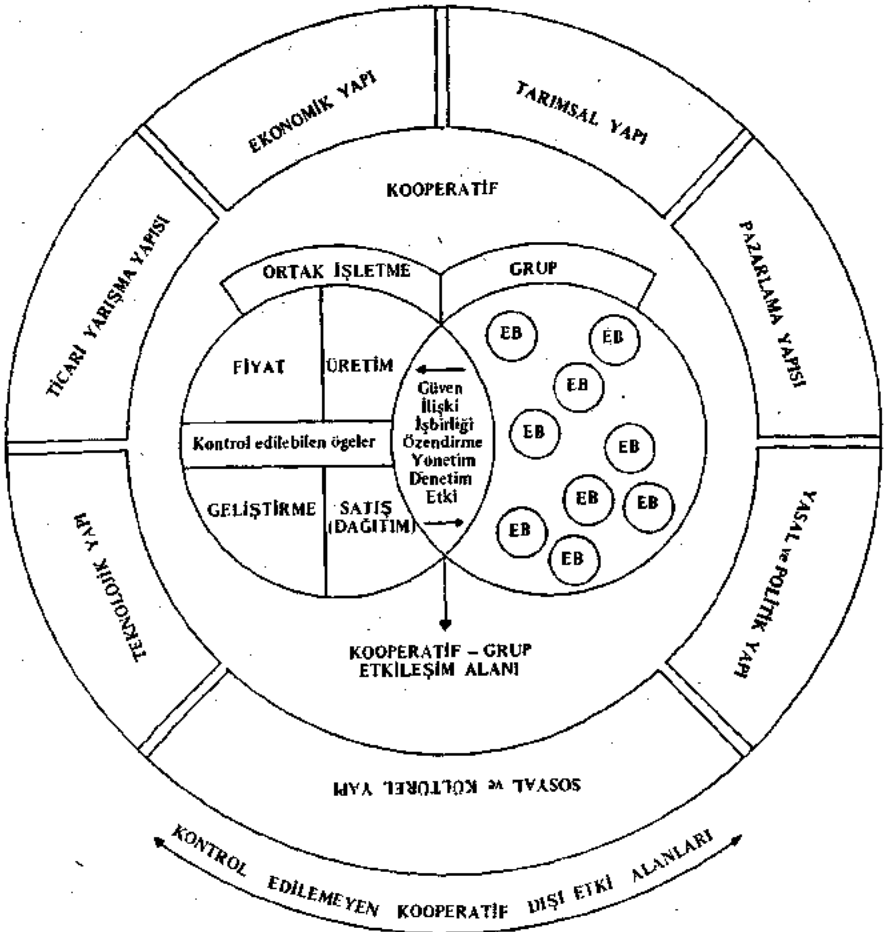 EKONOMİK YAPI
TARIMSAL YAPI
TİCARİ YARIŞMA YAPISI
PAZARLAMA YAPISI
KOOPERATİF
ORTAK İŞLETME
GRUP
FİYAT
ÜRETİM
Kontrol edilebilen ögeler
GELİŞTİRME
SATIŞ
(DAĞITIM)
Güven
İlişki
İşbirliği
Özendirme
Yönetim
Denetim
Etki
EB
EB
EB
EB
EB
EB
EB
EB
EB
TEKNOLOJİK YAPI
YASAL ve POLİTİK YAPI
KOOPERATİF – GRUP
ETKİLEŞİM ALANI
SOSYAL ve KÜLTÜREL YAPI
KONTROL EDİLEMEYEN KOOPERATİF DIŞI ETKİ ALANLARI